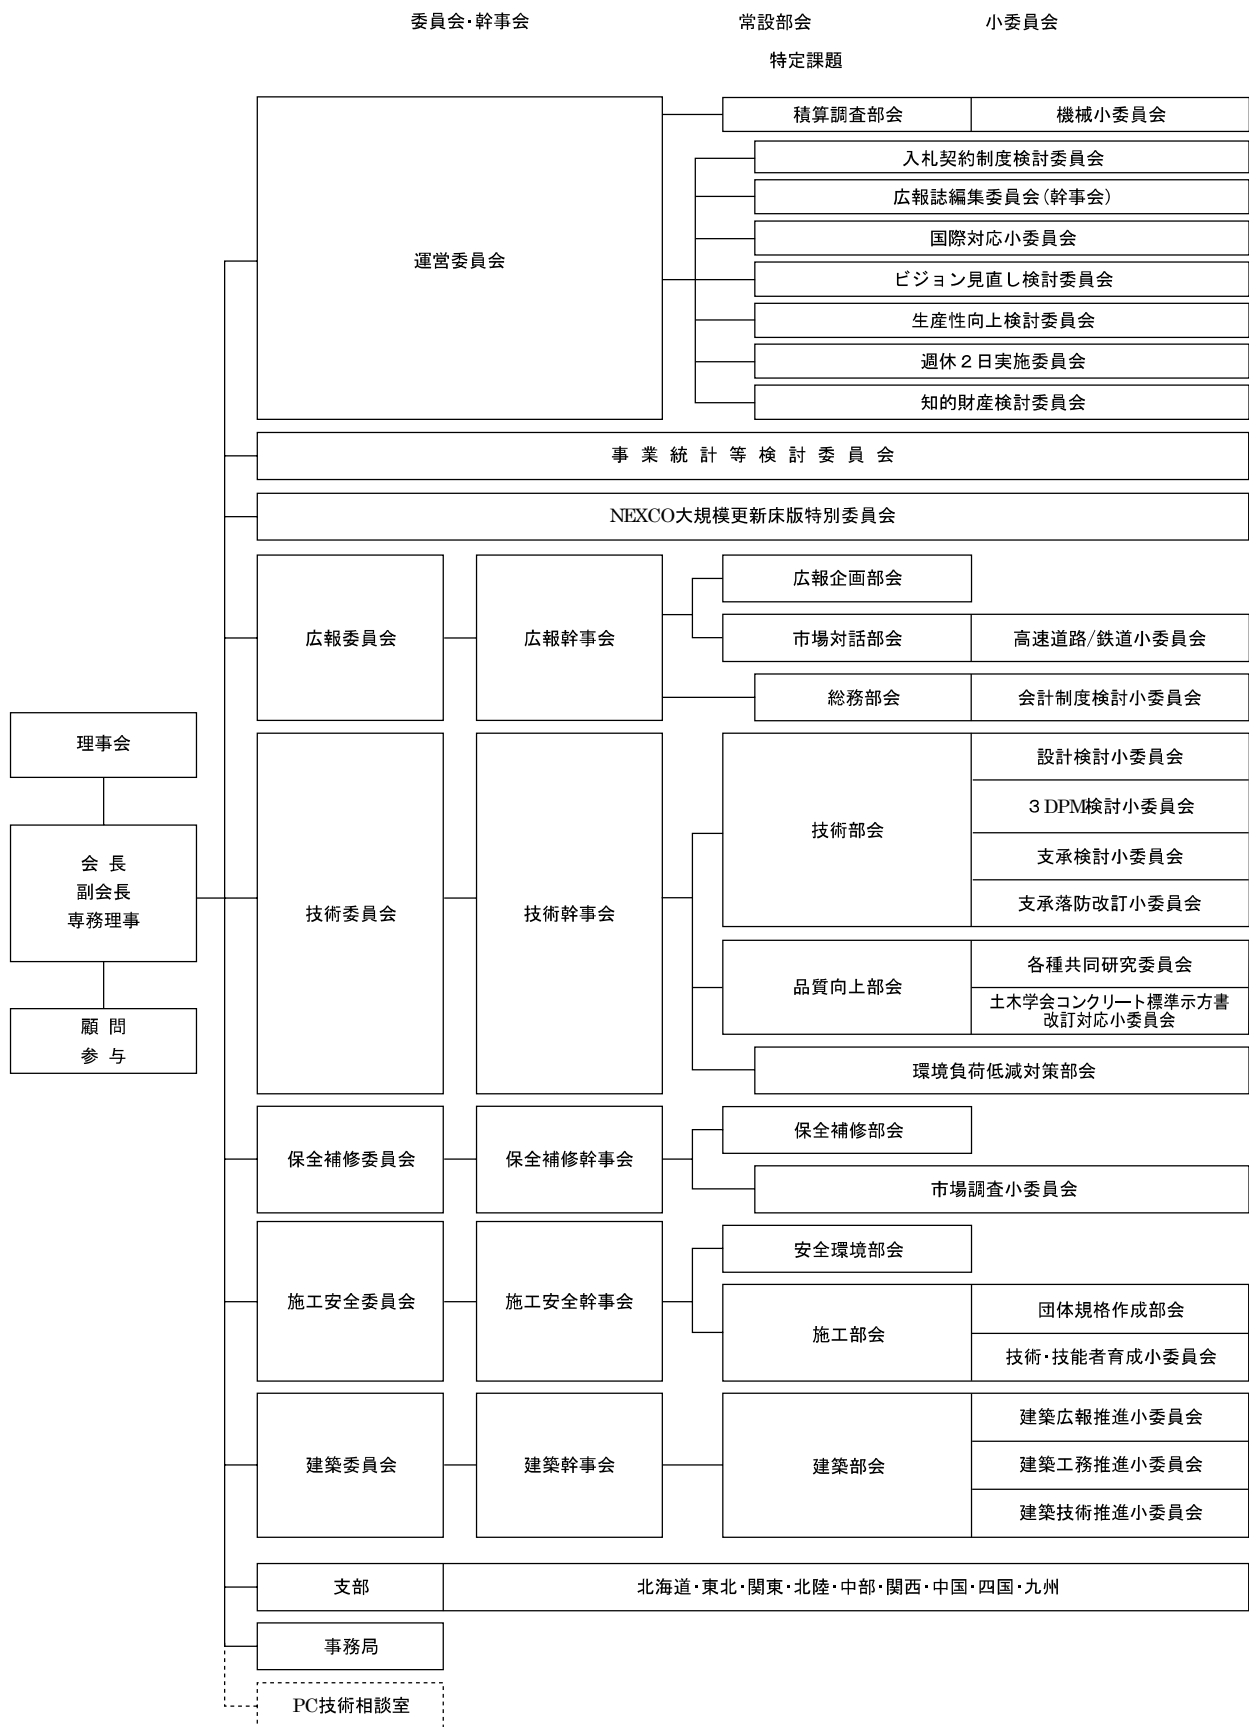 委員会・幹事会
常設部会
小委員会
特定課題
運営委員会
積算調査部会
機械小委員会
入札契約制度検討委員会
広報誌編集委員会(幹事会)
国際対応小委員会
ビジョン見直し検討委員会
生産性向上検討委員会
週休２日実施委員会
知的財産検討委員会
事業統計等検討委員会
NEXCO大規模更新床版特別委員会
広報委員会
広報幹事会
広報企画部会
市場対話部会
高速道路/鉄道小委員会
総務部会
会計制度検討小委員会
理事会
会長
副会長
専務理事
顧問
参与
技術委員会
技術幹事会
技術部会
設計検討小委員会
３DPM検討小委員会
支承検討小委員会
支承落防改訂小委員会
品質向上部会
各種共同研究委員会
土木学会コンクリート標準示方書
改訂対応小委員会
環境負荷低減対策部会
保全補修委員会
保全補修幹事会
保全補修部会
市場調査小委員会
施工安全委員会
施工安全幹事会
安全環境部会
施工部会
団体規格作成部会
技術・技能者育成小委員会
建築委員会
建築幹事会
建築部会
建築広報推進小委員会
建築工務推進小委員会
建築技術推進小委員会
支部
北海道・東北・関東・北陸・中部・関西・中国・四国・九州
事務局
PC技術相談室